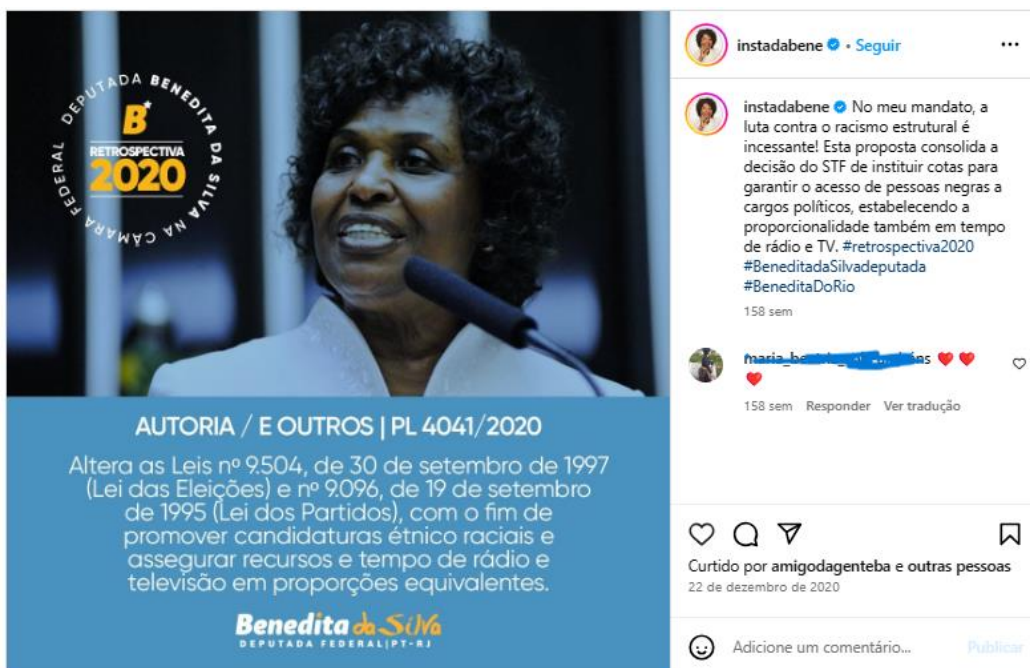 DEPUTADA BENEDITA DA SILVA NA CÂMARA FEDERAL
B
RETROSPECTIVA
2020
AUTORIA / E OUTROS | PL 4041/2020
Altera as Leis nº 9.504, de 30 de setembro de 1997
(Lei das Eleições) e nº 9.096, de 19 de setembro
de 1995 (Lei dos Partidos), com o fim de
promover candidaturas étnico raciais e
assegurar recursos e tempo de rádio e
televisão em proporções equivalentes.
Benedita da Silva
DEPUTADA FEDERAL|PT-RJ
instadabene • Seguir
instadabene No meu mandato, a
luta contra o racismo estrutural é
incessante! Esta proposta consolida a
decisão do STF de instituir cotas para
garantir o acesso de pessoas negras a
cargos políticos, estabelecendo a
proporcionalidade também em tempo
de rádio e TV. #retrospectiva2020
#BeneditadaSilvadeputada
#BeneditaDoRio
158 sem
❤️ ❤️
❤️
158 sem Responder Ver tradução
Curtido por amigodagenteba e outras pessoas
22 de dezembro de 2020
Adicione um comentário... Publicar